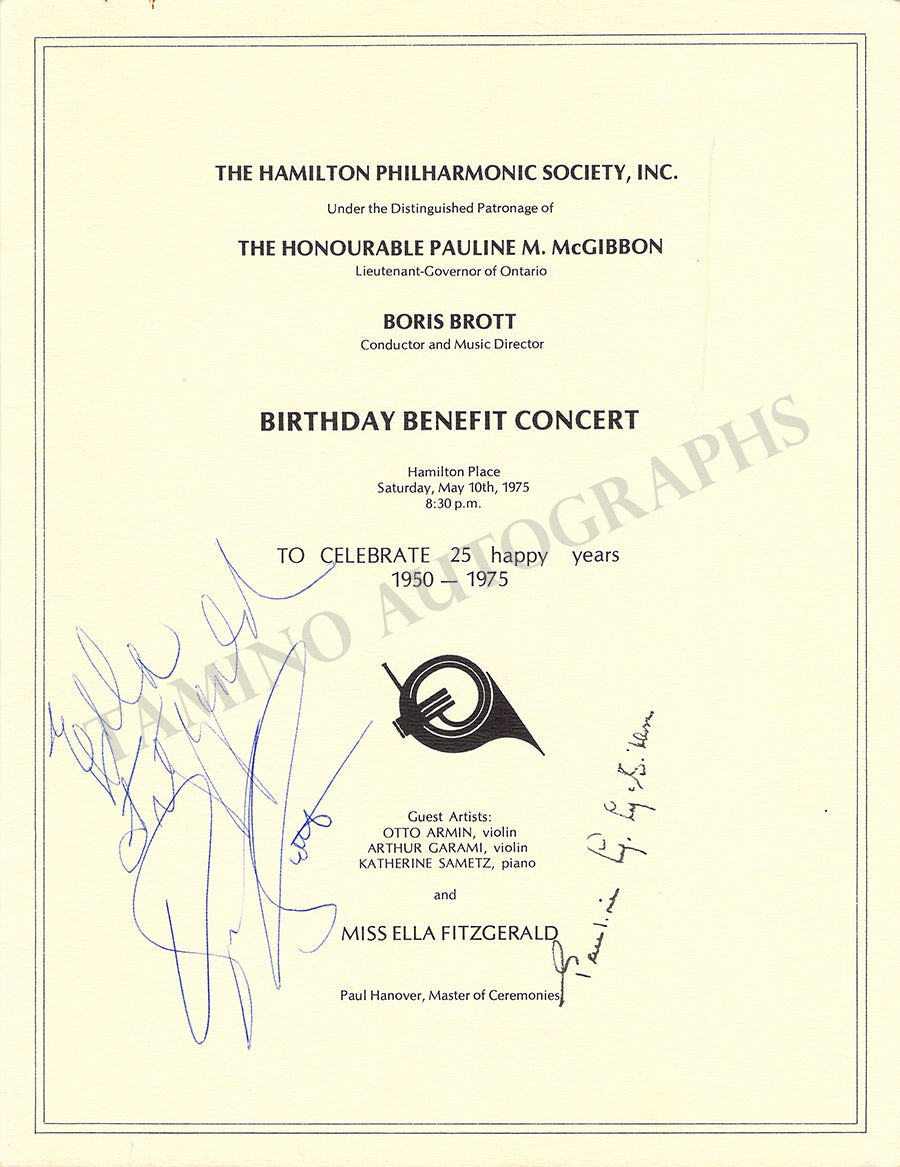 THE HAMILTON PHILHARMONIC SOCIETY, INC.
Under the Distinguished Patronage of
THE HONOURABLE PAULINE M. McGIBBON
Lieutenant-Governor of Ontario
BORIS BROTT
Conductor and Music Director
BIRTHDAY BENEFIT CONCERT
Hamilton Place
Saturday, May 10th, 1975
8:30 p.m.
TO CELEBRATE 25 happy years
1950 — 1975
TAMINO AUTOGRAPHS
Ella
Fitzgerald
Guest Artists:
OTTO ARMIN, violin
ARTHUR GARAMI, violin
KATHERINE SAMETZ, piano
and
MISS ELLA FITZGERALD
Paul Hanover, Master of Ceremonies
Pauline